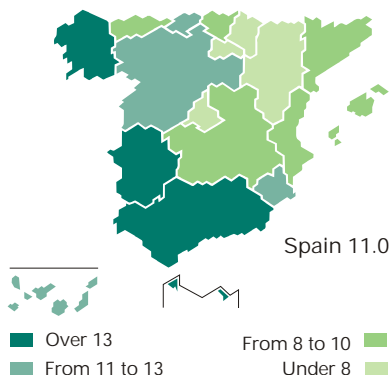 Spain 11.0
Over 13
From 8 to 10
From 11 to 13
Under 8